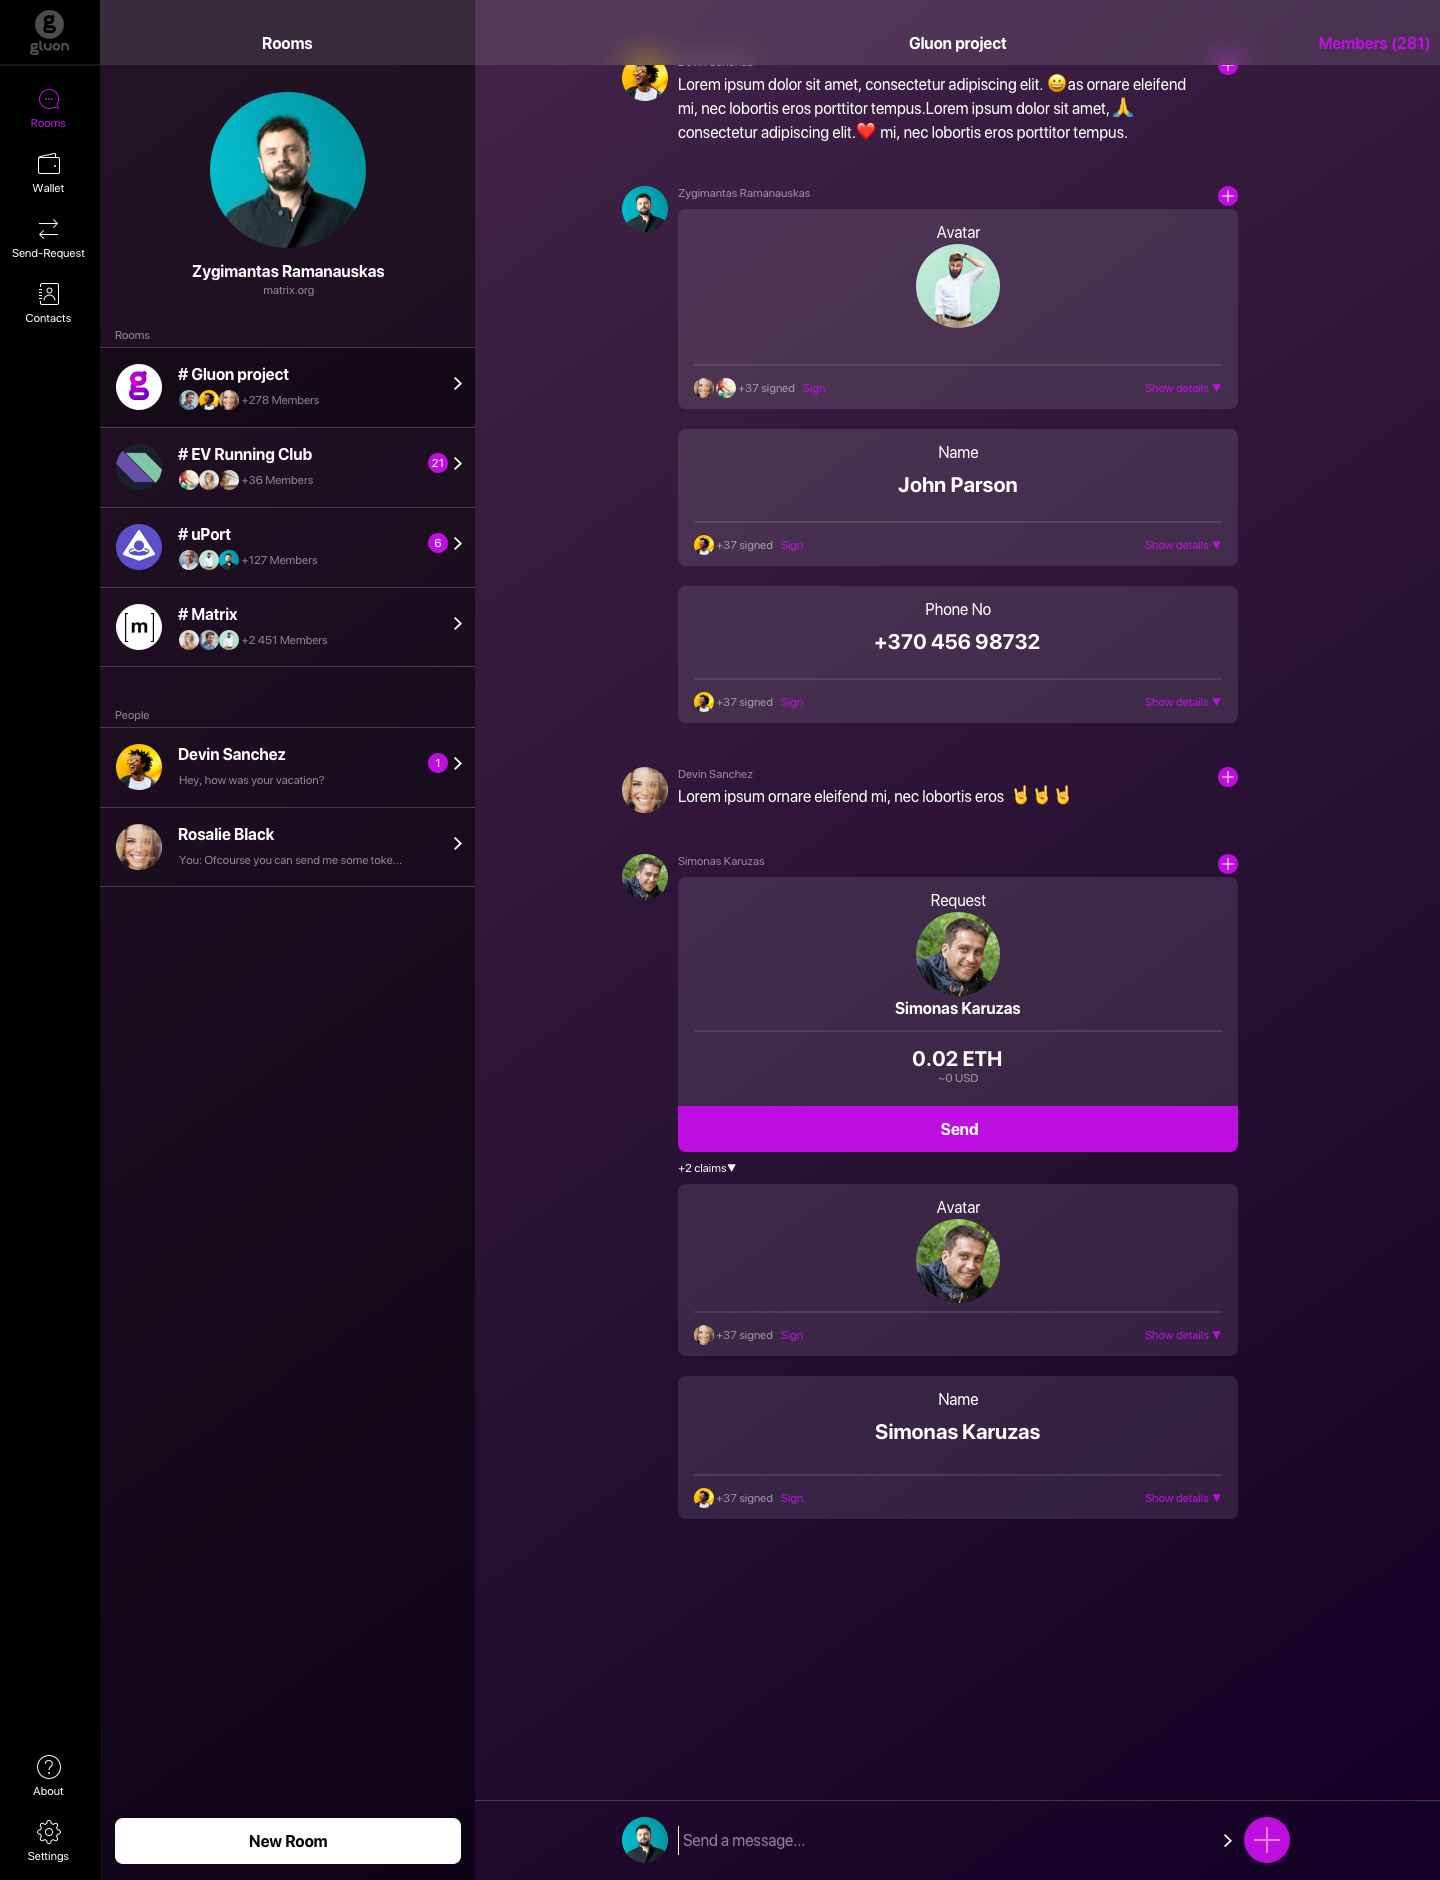 gluon
Rooms
Wallet
Send-Request
Contacts
About
Settings
Rooms
Zygimantas Ramanauskas
matrix.org
Rooms
# Gluon project
+278 Members
# EV Running Club
+36 Members
21
# uPort
+127 Members
6
[m]
# Matrix
+2 451 Members
People
Devin Sanchez
Hey, how was your vacation?
1
Rosalie Black
You: Ofcourse you can send me some toke...
New Room
Gluon project
Members (281)
Lorem ipsum dolor sit amet, consectetur adipiscing elit. 😀as ornare eleifend
mi, nec lobortis eros porttitor tempus.Lorem ipsum dolor sit amet,🙏
consectetur adipiscing elit.❤️ mi, nec lobortis eros porttitor tempus.
Zygimantas Ramanauskas
Avatar
+37 signed Sign Show details ▼
Name
John Parson
+37 signed Sign Show details ▼
Phone No
+370 456 98732
+37 signed Sign Show details ▼
Devin Sanchez
Lorem ipsum ornare eleifend mi, nec lobortis eros 🤘🤘🤘
Simonas Karuzas
Request
Simonas Karuzas
0.02 ETH
~0 USD
Send
+2 claims▼
Avatar
+37 signed Sign Show details ▼
Name
Simonas Karuzas
+37 signed Sign Show details ▼
Send a message...